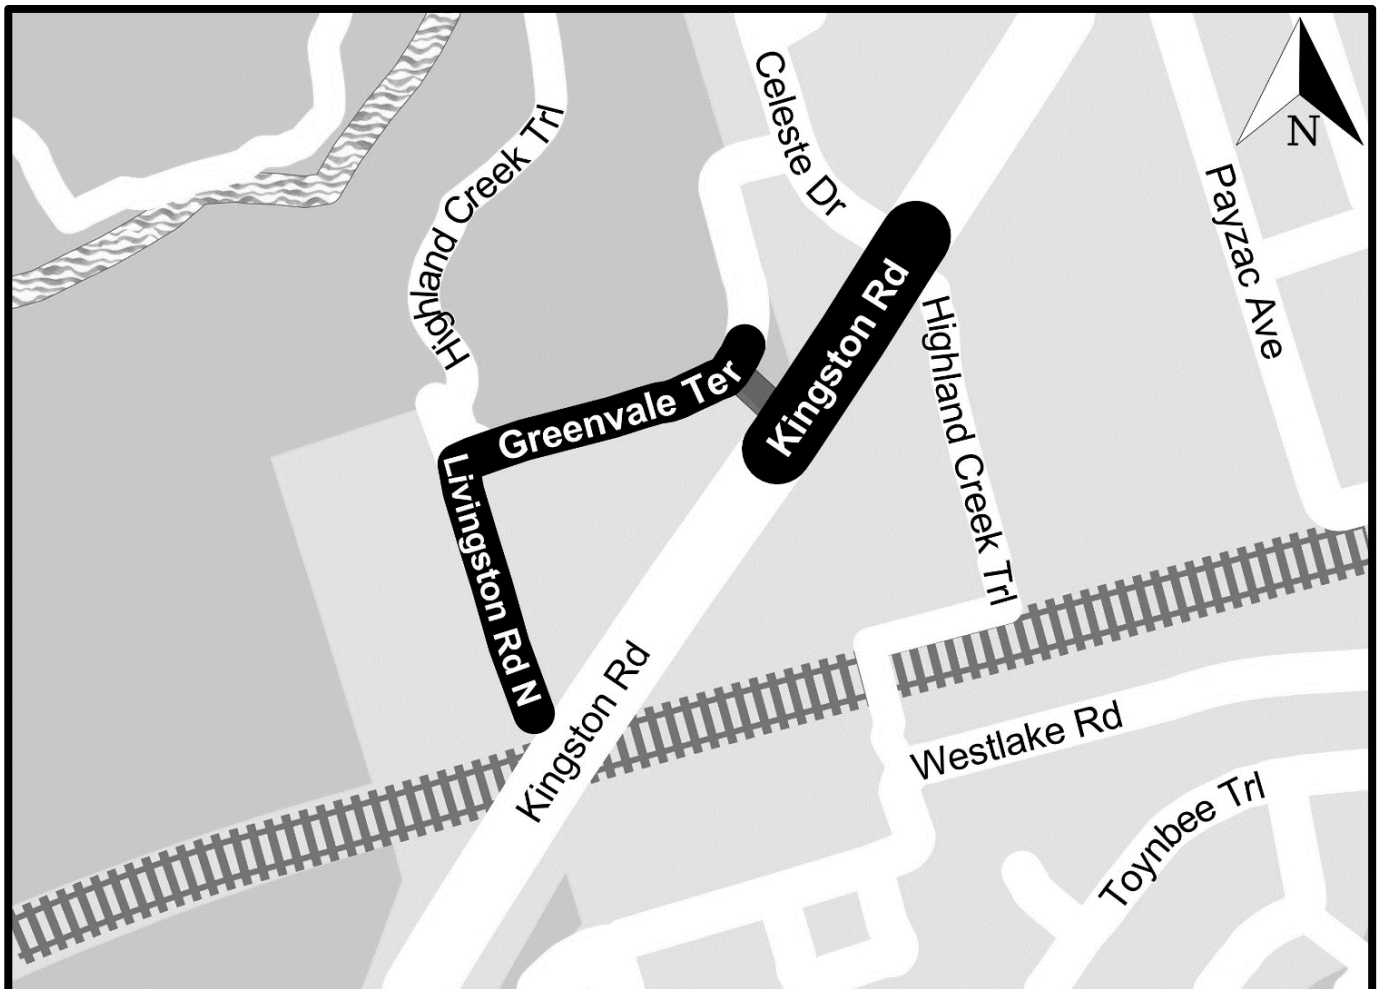 Celeste Dr
N
Highland Creek Trl
Payzac Ave
Kingston Rd
Highland Creek Trl
Greenvale Ter
Livingston Rd N
Kingston Rd
Westlake Rd
Toynbee Trl